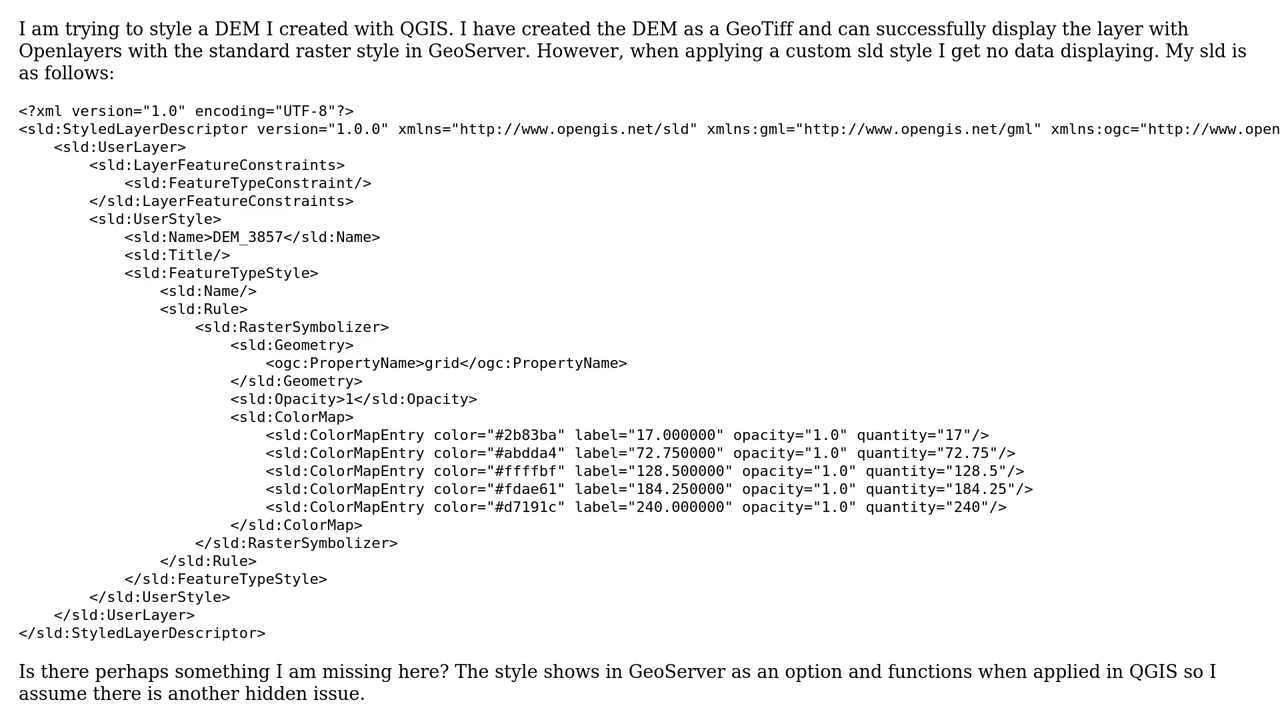 I am trying to style a DEM I created with QGIS. I have created the DEM as a GeoTiff and can successfully display the layer with
Openlayers with the standard raster style in GeoServer. However, when applying a custom sld style I get no data displaying. My sld is
as follows:
<?xml version="1.0" encoding="UTF-8"?>
<sld:StyledLayerDescriptor version="1.0.0" xmlns="http://www.opengis.net/sld" xmlns:gml="http://www.opengis.net/gml" xmlns:ogc="http://www.open
    <sld:UserLayer>
        <sld:LayerFeatureConstraints>
            <sld:FeatureTypeConstraint/>
        </sld:LayerFeatureConstraints>
        <sld:UserStyle>
            <sld:Name>DEM_3857</sld:Name>
            <sld:Title/>
            <sld:FeatureTypeStyle>
                <sld:Name/>
                <sld:Rule>
                    <sld:RasterSymbolizer>
                        <sld:Geometry>
                            <ogc:PropertyName>grid</ogc:PropertyName>
                        </sld:Geometry>
                        <sld:Opacity>1</sld:Opacity>
                        <sld:ColorMap>
                            <sld:ColorMapEntry color="#2b83ba" label="17.000000" opacity="1.0" quantity="17"/>
                            <sld:ColorMapEntry color="#abdda4" label="72.750000" opacity="1.0" quantity="72.75"/>
                            <sld:ColorMapEntry color="#ffffbf" label="128.500000" opacity="1.0" quantity="128.5"/>
                            <sld:ColorMapEntry color="#fdae61" label="184.250000" opacity="1.0" quantity="184.25"/>
                            <sld:ColorMapEntry color="#d7191c" label="240.000000" opacity="1.0" quantity="240"/>
                        </sld:ColorMap>
                    </sld:RasterSymbolizer>
                </sld:Rule>
            </sld:FeatureTypeStyle>
        </sld:UserStyle>
    </sld:UserLayer>
</sld:StyledLayerDescriptor>
Is there perhaps something I am missing here? The style shows in GeoServer as an option and functions when applied in QGIS so I
assume there is another hidden issue.